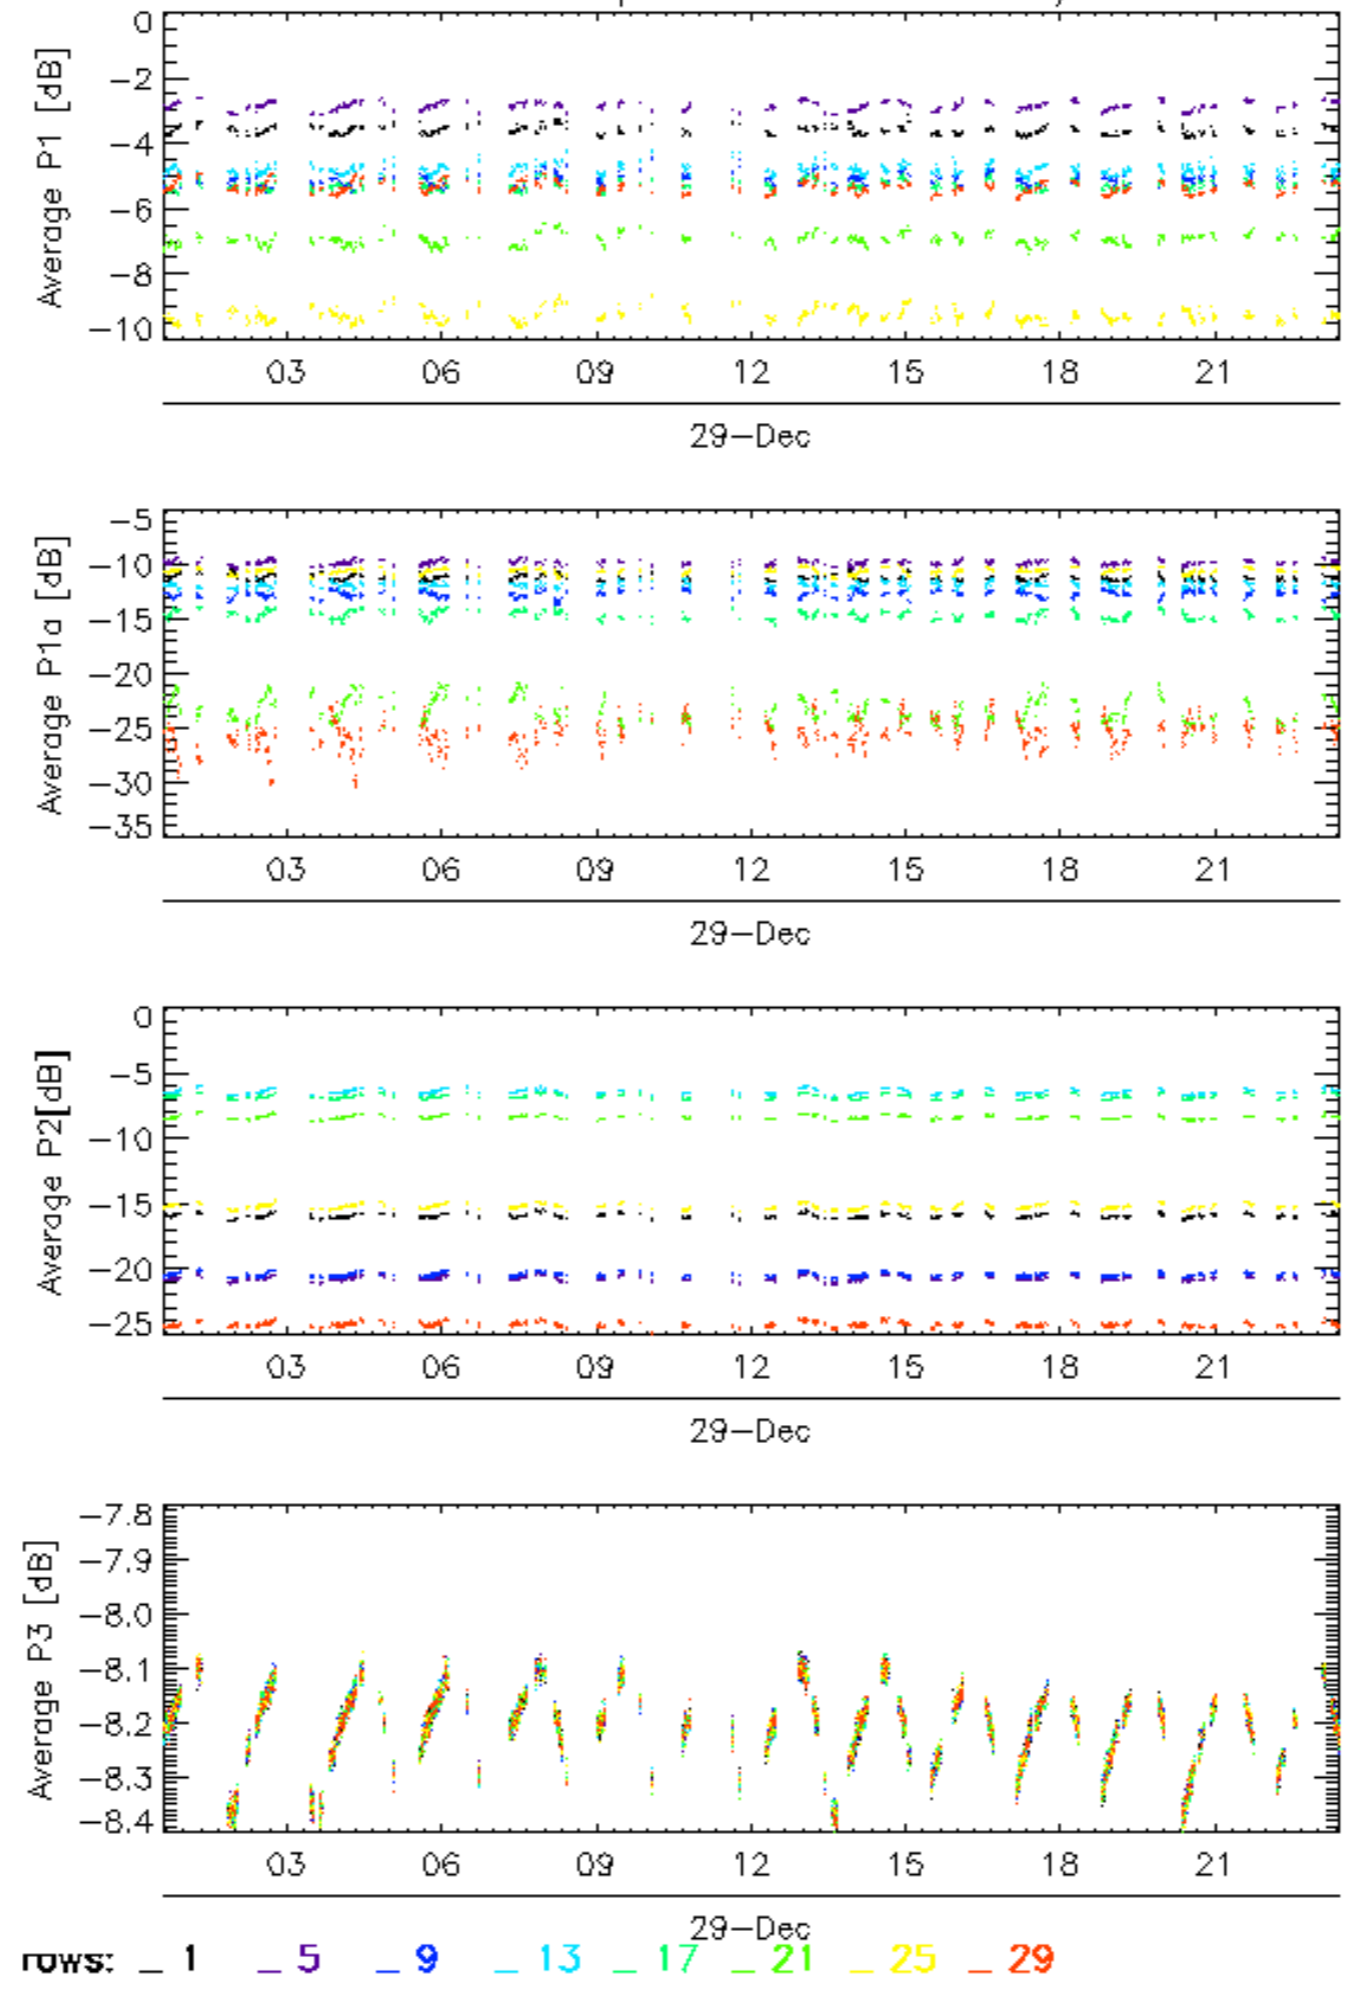 0
−2
−4
−6
−8
−10
Average P1 [dB]
03 06 09 12 15 18 21
29−Dec
−5
−10
−15
−20
−25
−30
−35
Average P1a [dB]
03 06 09 12 15 18 21
29−Dec
0
−5
−10
−15
−20
−25
Average P2[dB]
03 06 09 12 15 18 21
29−Dec
−7.8
−7.9
−8.0
−8.1
−8.2
−8.3
−8.4
Average P3 [dB]
03 06 09 12 15 18 21
29−Dec
rows: _ 1 _ 5 _ 9 _ 13 _ 17 _ 21 _ 25 _ 29